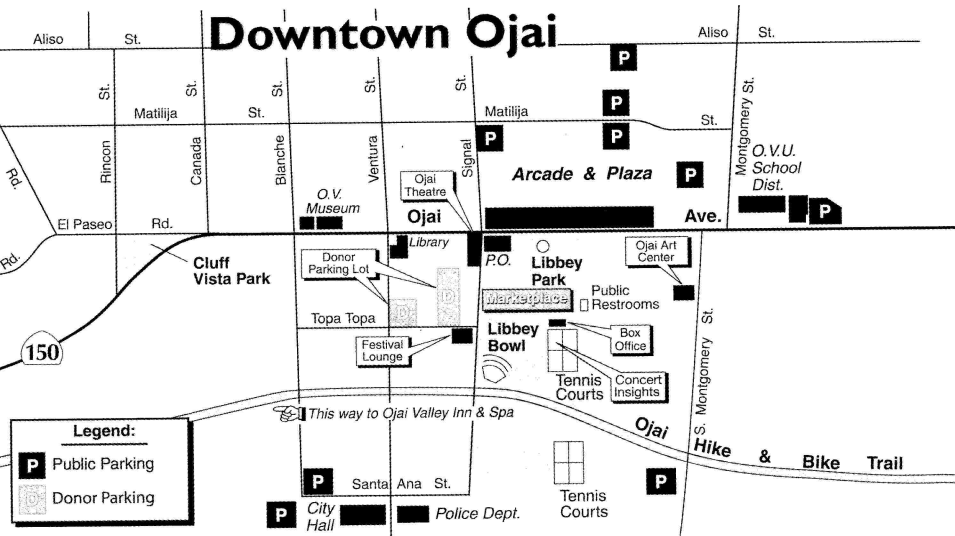 Downtown Ojai
Aliso St.
Aliso St.
P
St.
St.
St.
St.
St.
P
Matilija St.
Matilija St.
P
P
Montgomery St.
Rincon
Canada
Blanche
Ventura
Signal
Rd.
O.V.U.
School
Dist.
Arcade & Plaza
P
Ojai
Theatre
O.V.
Museum
P
El Paseo Rd.
Ojai Ave.
Rd.
Cluff
Vista Park
Library
P.O.
Libbey
Park
Ojai Art
Center
Donor
Parking Lot
D
D
Marketplace
Public
Restrooms
Topa Topa
Libbey
Bowl
Box
Office
150
Festival
Lounge
Tennis
Courts
Concert
Insights
S. Montgomery St.
This way to Ojai Valley Inn & Spa
Ojai Hike & Bike Trail
Legend:
P Public Parking
D Donor Parking
P
Santa Ana St.
P
Tennis
Courts
P
City
Hall
Police Dept.